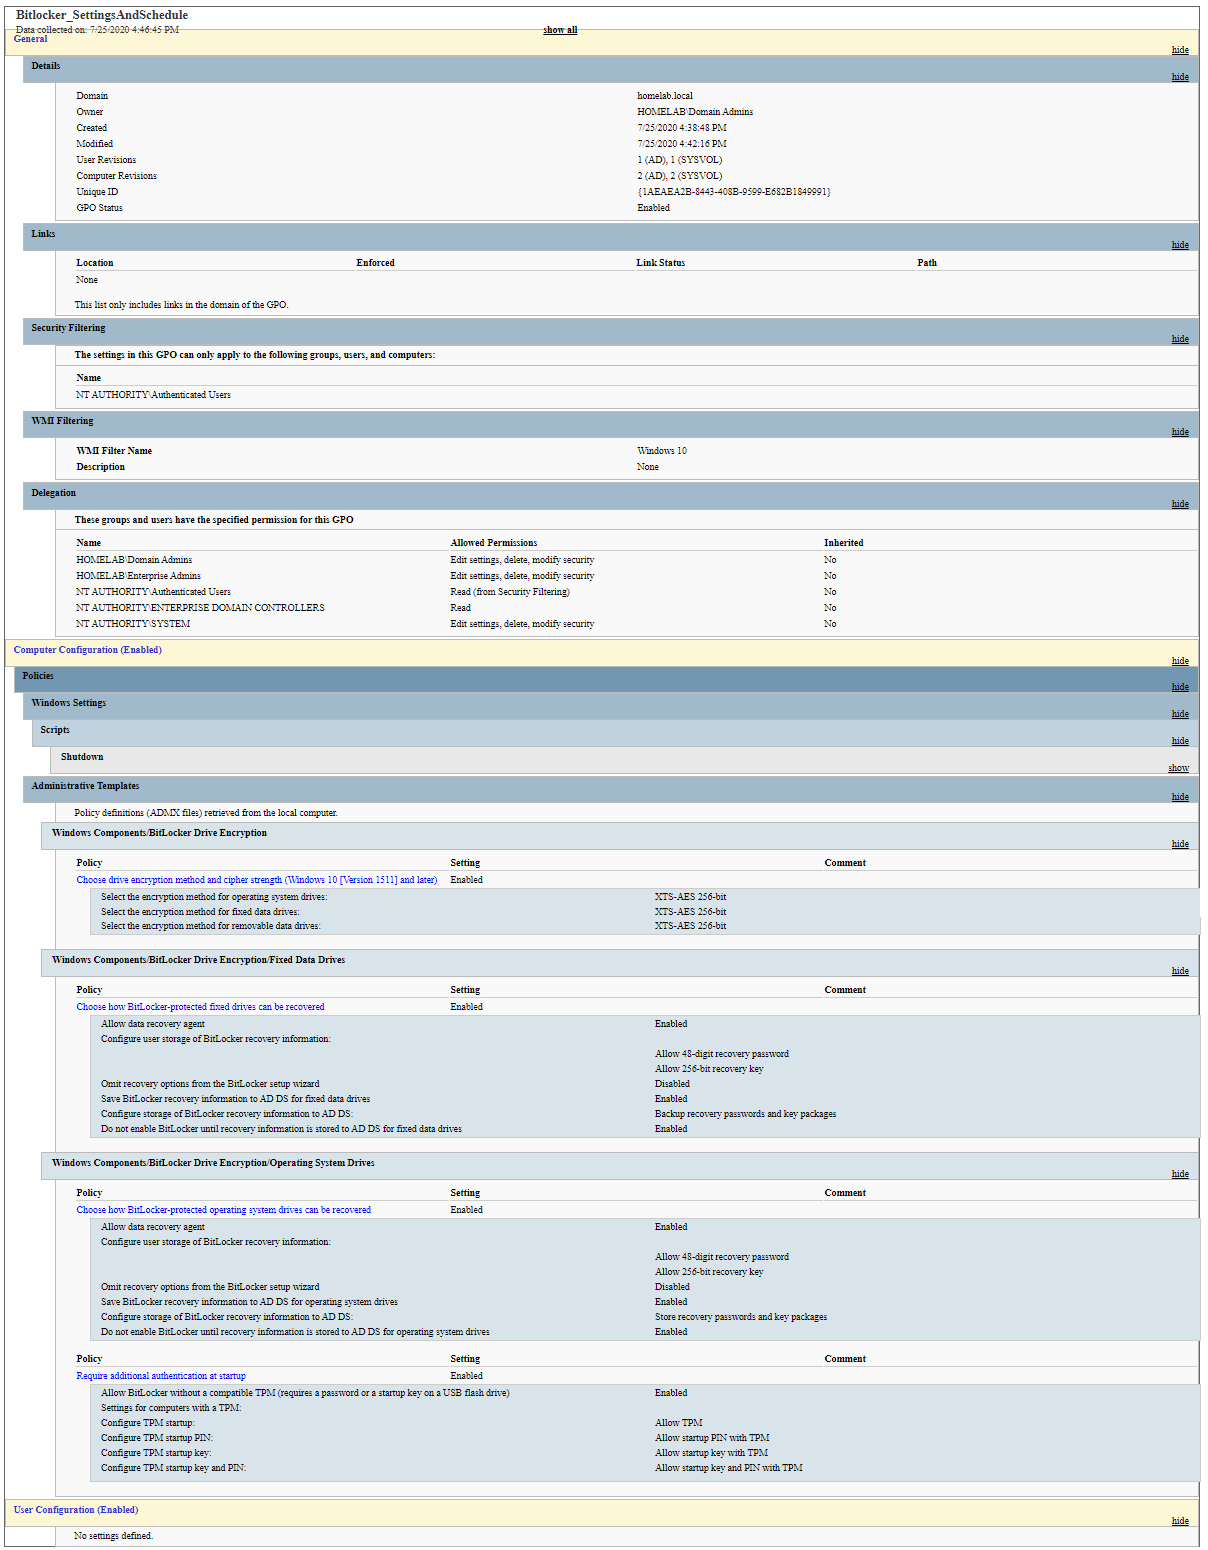 Bitlocker_SettingsAndSchedule
Data collected on: 7/25/2020 4:46:45 PM show all
General
hide
Details
hide
Domain homelab.local
Owner HOMELAB\Domain Admins
Created 7/25/2020 4:38:48 PM
Modified 7/25/2020 4:42:16 PM
User Revisions 1 (AD), 1 (SYSVOL)
Computer Revisions 2 (AD), 2 (SYSVOL)
Unique ID {1AEAEA2B-8443-408B-9599-E682B1849991}
GPO Status Enabled
Links
hide
Location Enforced Link Status Path
None
This list only includes links in the domain of the GPO.
Security Filtering
hide
The settings in this GPO can only apply to the following groups, users, and computers:
Name
NT AUTHORITY\Authenticated Users
WMI Filtering
hide
WMI Filter Name Windows 10
Description None
Delegation
hide
These groups and users have the specified permission for this GPO
Name Allowed Permissions Inherited
HOMELAB\Domain Admins Edit settings, delete, modify security No
HOMELAB\Enterprise Admins Edit settings, delete, modify security No
NT AUTHORITY\Authenticated Users Read (from Security Filtering) No
NT AUTHORITY\ENTERPRISE DOMAIN CONTROLLERS Read No
NT AUTHORITY\SYSTEM Edit settings, delete, modify security No
Computer Configuration (Enabled)
hide
Policies
hide
Windows Settings
hide
Scripts
hide
Shutdown
show
Administrative Templates
hide
Policy definitions (ADMX files) retrieved from the local computer.
Windows Components/BitLocker Drive Encryption
hide
Policy Setting Comment
Choose drive encryption method and cipher strength (Windows 10 [Version 1511] and later) Enabled
Select the encryption method for operating system drives: XTS-AES 256-bit
Select the encryption method for fixed data drives: XTS-AES 256-bit
Select the encryption method for removable data drives: XTS-AES 256-bit
Windows Components/BitLocker Drive Encryption/Fixed Data Drives
hide
Policy Setting Comment
Choose how BitLocker-protected fixed drives can be recovered Enabled
Allow data recovery agent Enabled
Configure user storage of BitLocker recovery information:
Allow 48-digit recovery password
Allow 256-bit recovery key
Omit recovery options from the BitLocker setup wizard Disabled
Save BitLocker recovery information to AD DS for fixed data drives Enabled
Configure storage of BitLocker recovery information to AD DS: Backup recovery passwords and key packages
Do not enable BitLocker until recovery information is stored to AD DS for fixed data drives Enabled
Windows Components/BitLocker Drive Encryption/Operating System Drives
hide
Policy Setting Comment
Choose how BitLocker-protected operating system drives can be recovered Enabled
Allow data recovery agent Enabled
Configure user storage of BitLocker recovery information:
Allow 48-digit recovery password
Allow 256-bit recovery key
Omit recovery options from the BitLocker setup wizard Disabled
Save BitLocker recovery information to AD DS for operating system drives Enabled
Configure storage of BitLocker recovery information to AD DS: Store recovery passwords and key packages
Do not enable BitLocker until recovery information is stored to AD DS for operating system drives Enabled
Policy Setting Comment
Require additional authentication at startup Enabled
Allow BitLocker without a compatible TPM (requires a password or a startup key on a USB flash drive) Enabled
Settings for computers with a TPM:
Configure TPM startup: Allow TPM
Configure TPM startup PIN: Allow startup PIN with TPM
Configure TPM startup key: Allow startup key with TPM
Configure TPM startup key and PIN: Allow startup key and PIN with TPM
User Configuration (Enabled)
hide
No settings defined.